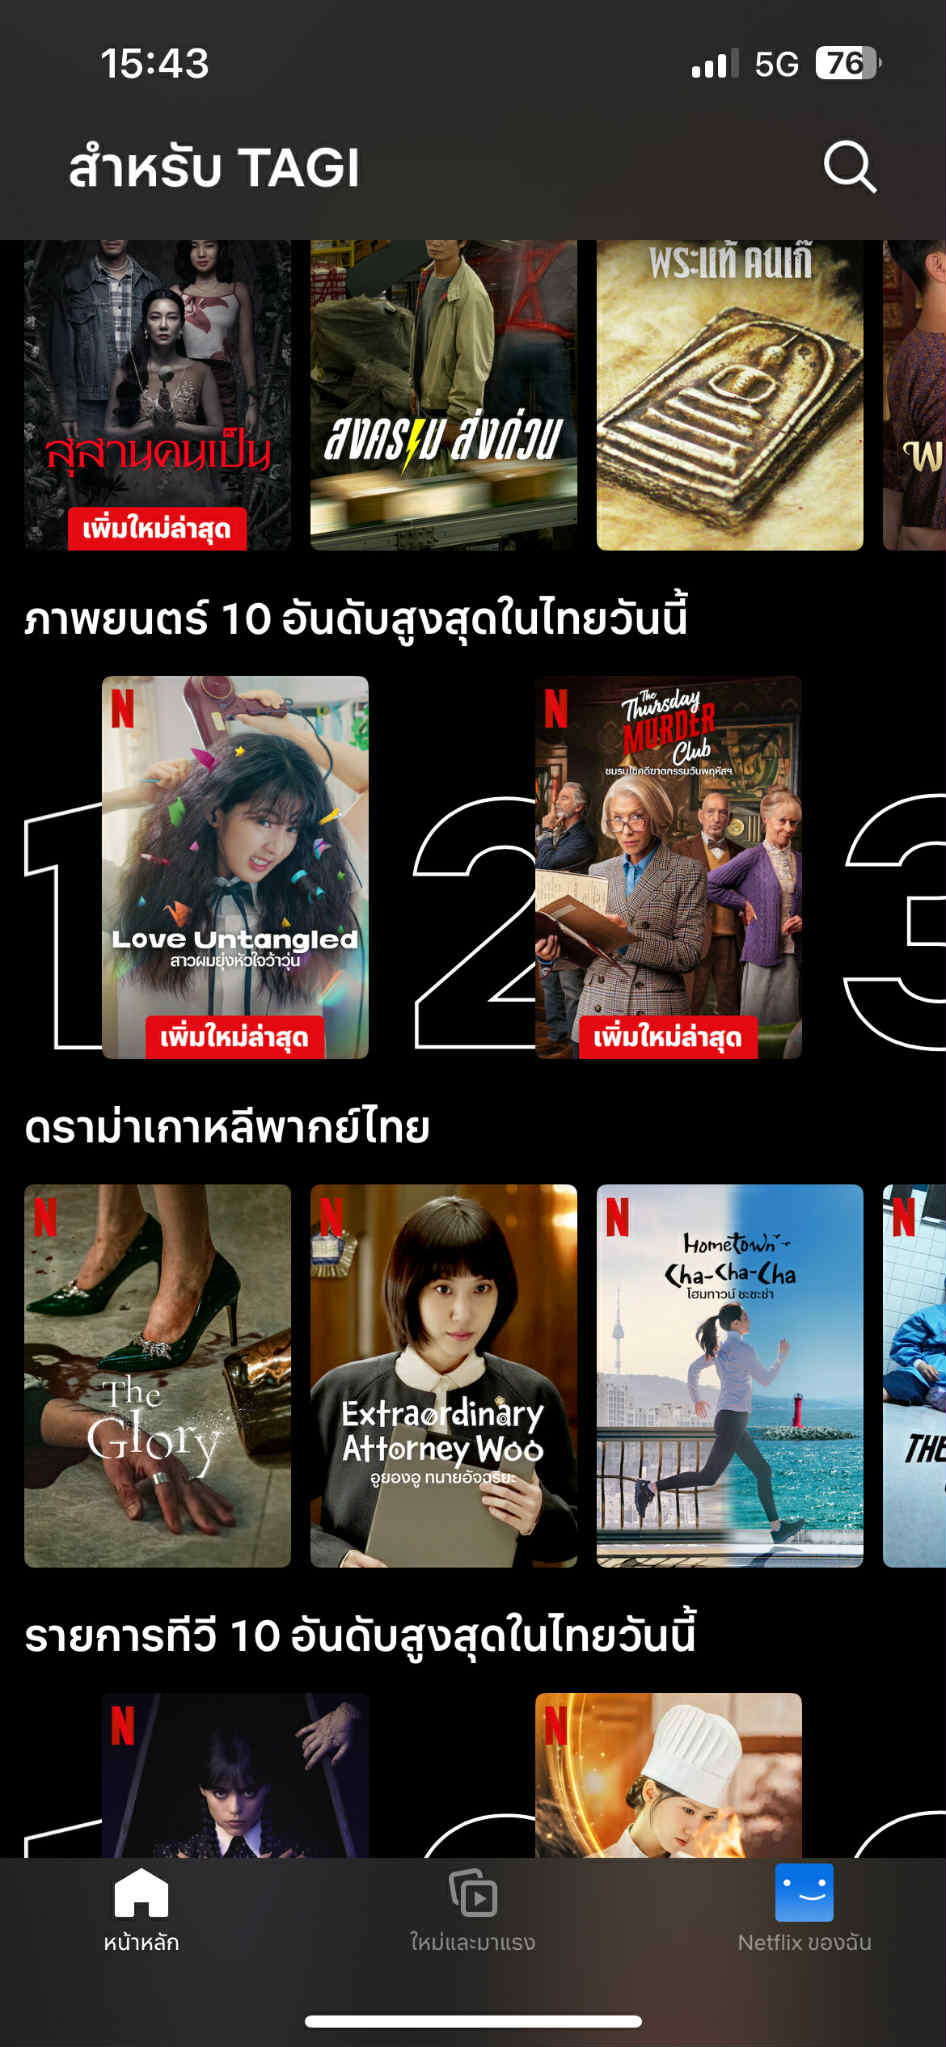 15:43
5G 76
สำหรับ TAGI
สุสานคนเป็น
เพิ่มใหม่ล่าสุด
สงคราม ส่งด่วน
พระแท้ คนเก๊
พ
ภาพยนตร์ 10 อันดับสูงสุดในไทยวันนี้
1
N
Love Untangled
สาวผมยุ่งหัวใจว้าวุ่น
เพิ่มใหม่ล่าสุด
2
N
The
Thursday
MURDER
Club
ชมรมไขคดีฆาตกรรมวันพฤหัสฯ
เพิ่มใหม่ล่าสุด
3
ดราม่าเกาหลีพากย์ไทย
N
The
Glory
N
Extraordinary
Attorney Woo
อูยองอู ทนายอัจฉริยะ
N
Hometown
Cha-Cha-Cha
โฮมทาวน์ ชะชะช่า
N
THE
รายการทีวี 10 อันดับสูงสุดในไทยวันนี้
N
N
หน้าหลัก
ใหม่และมาแรง
Netflix ของฉัน